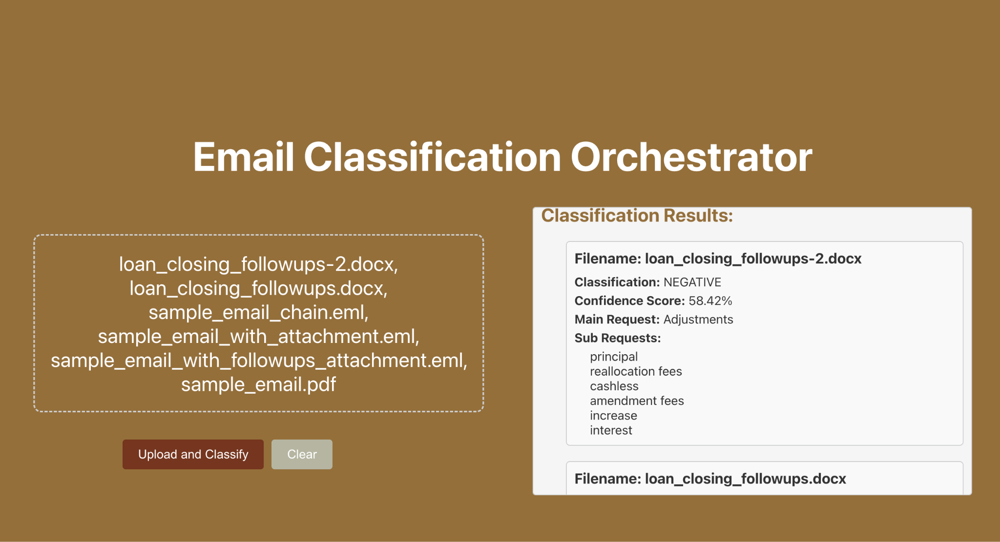 Email Classification Orchestrator
loan_closing_followups-2.docx,
loan_closing_followups.docx,
sample_email_chain.eml,
sample_email_with_attachment.eml,
sample_email_with_followups_attachment.eml,
sample_email.pdf
Upload and Classify
Clear
Classification Results:
Filename: loan_closing_followups-2.docx
Classification: NEGATIVE
Confidence Score: 58.42%
Main Request: Adjustments
Sub Requests:
principal
reallocation fees
cashless
amendment fees
increase
interest
Filename: loan_closing_followups.docx